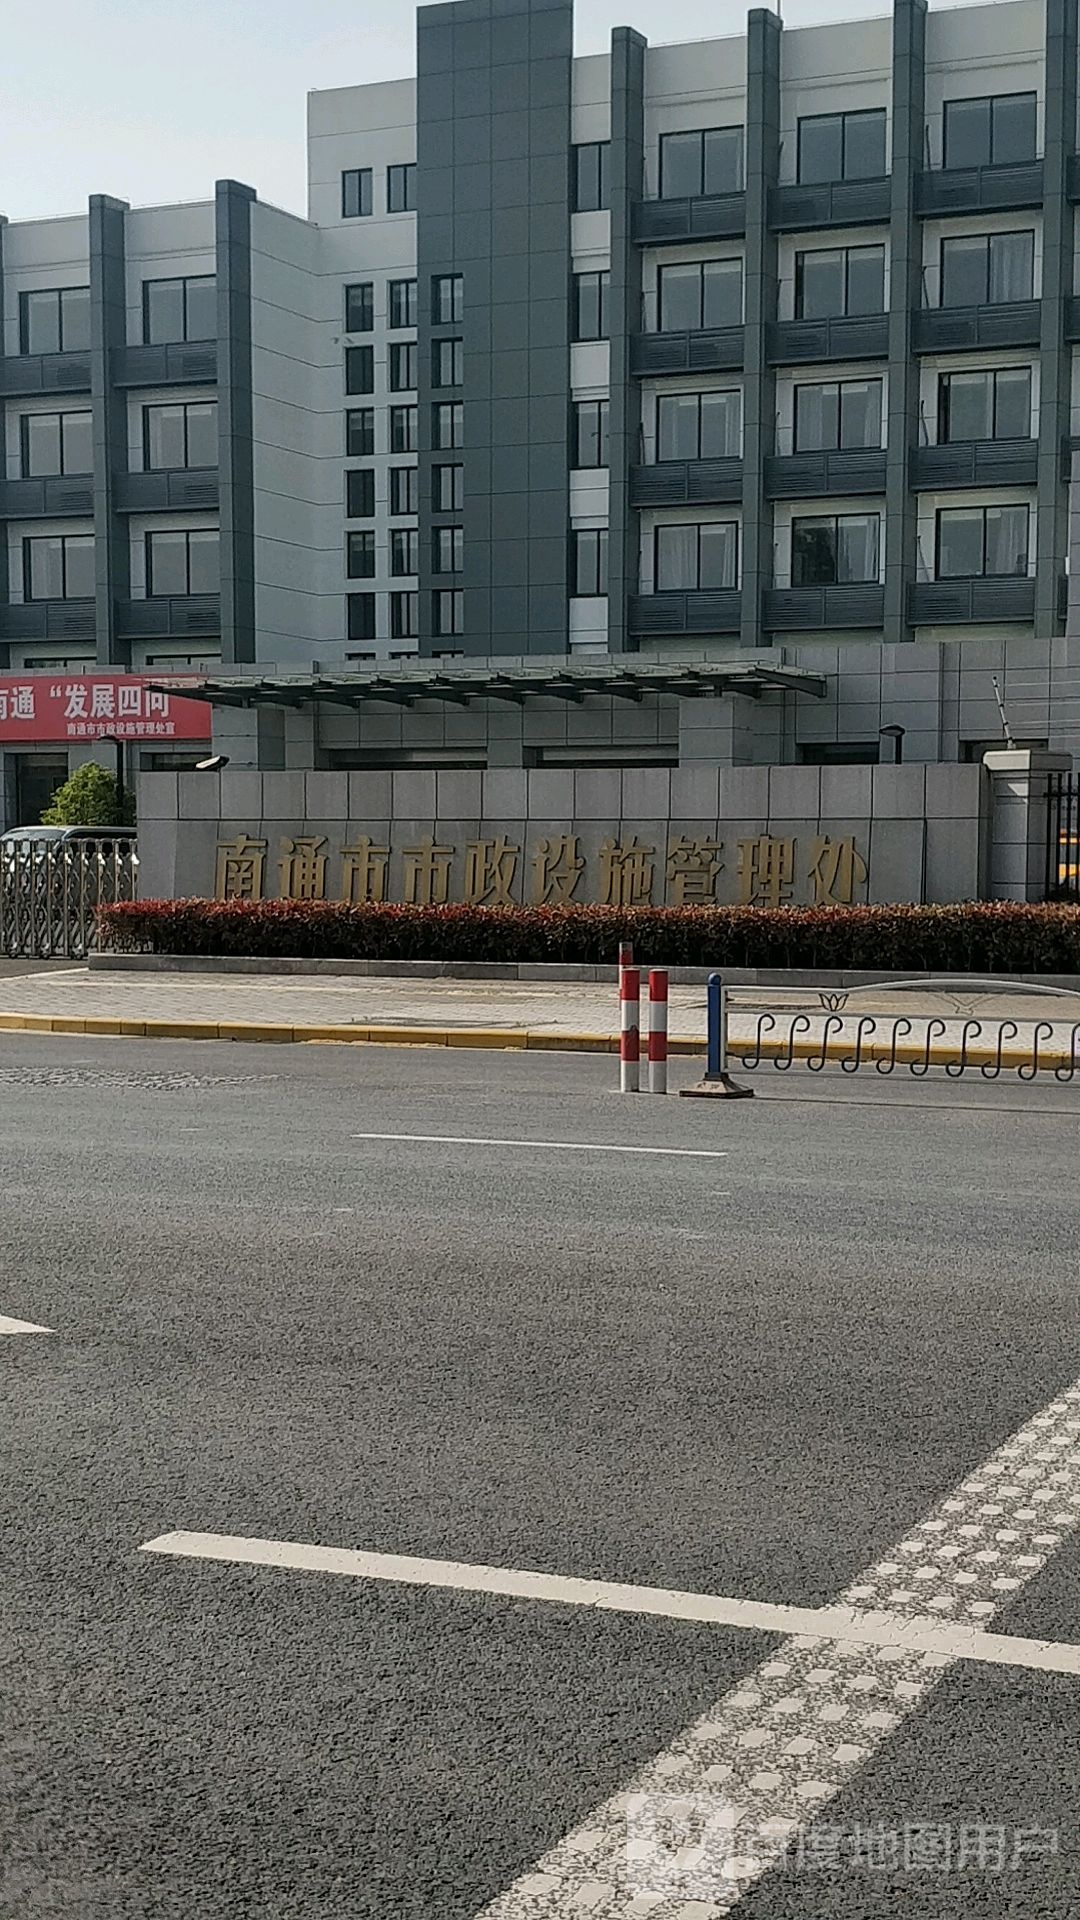 南通“发展四问
南通市市政设施管理处宣
南通市市政设施管理处
百度地图用户